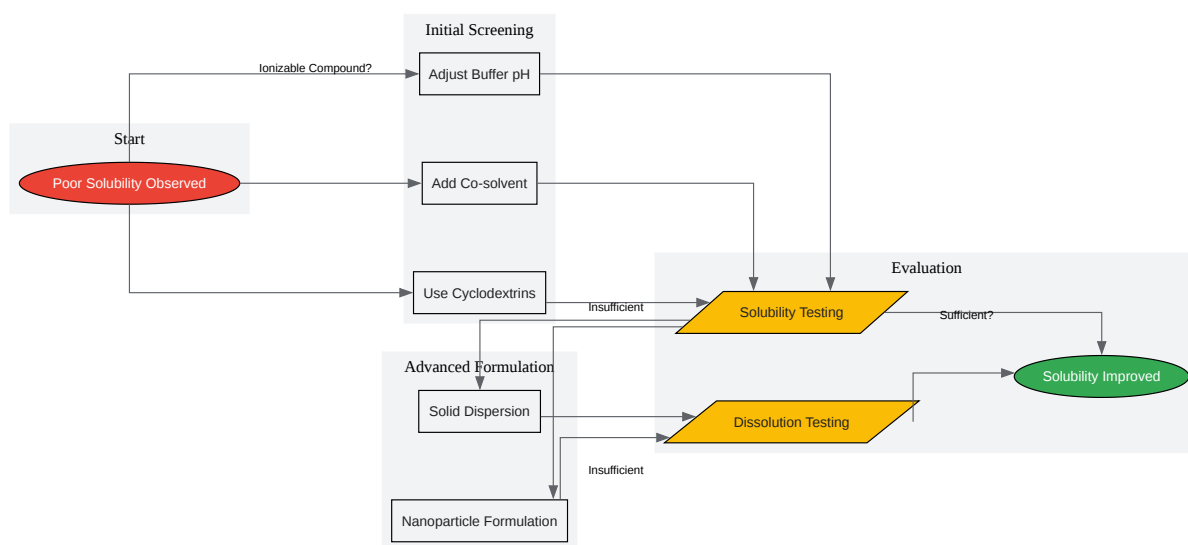 Initial Screening
Ionizable Compound?
Adjust Buffer pH
Start
Poor Solubility Observed
Add Co-solvent
Evaluation
Use Cyclodextrins
Insufficient
Solubility Testing
Sufficient?
Advanced Formulation
Solubility Improved
Solid Dispersion
Dissolution Testing
Insufficient
Nanoparticle Formulation